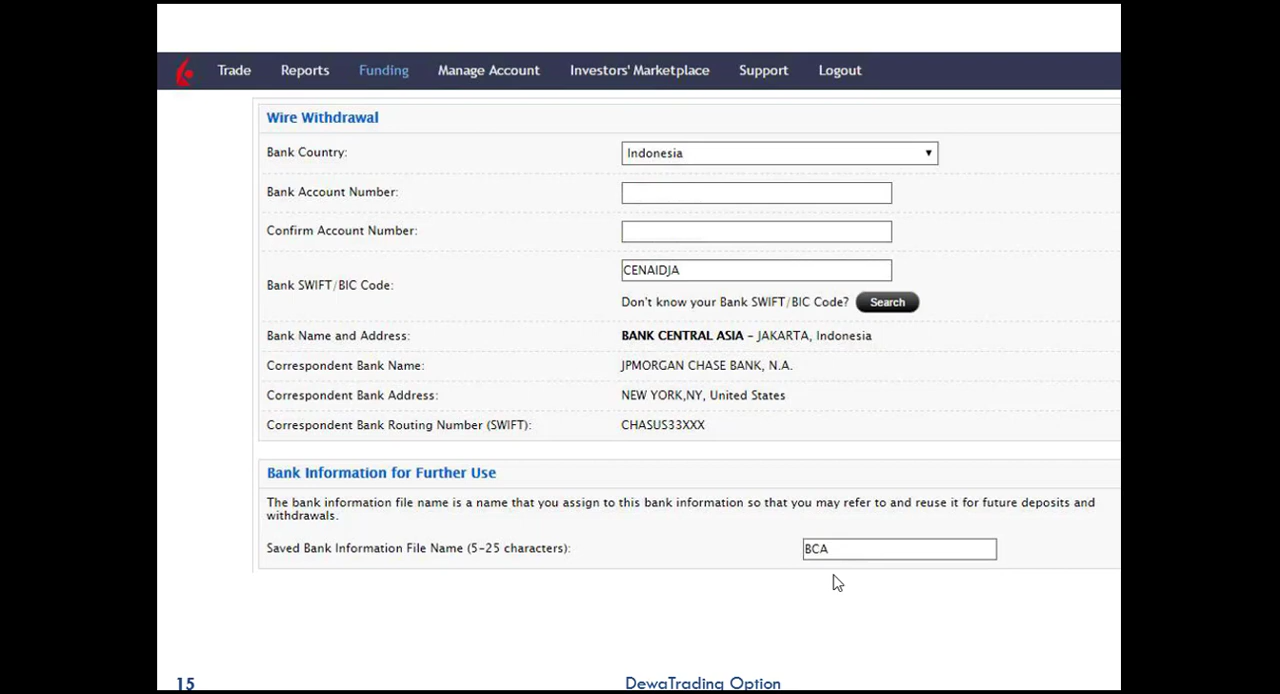 Trade Reports Funding Manage Account Investors' Marketplace Support Logout
Wire Withdrawal
Bank Country: Indonesia
Bank Account Number:
Confirm Account Number:
CENAIDJA
Bank SWIFT/BIC Code:
Don't know your Bank SWIFT/BIC Code? Search
Bank Name and Address: BANK CENTRAL ASIA - JAKARTA, Indonesia
Correspondent Bank Name: JPMORGAN CHASE BANK, N.A.
Correspondent Bank Address: NEW YORK,NY, United States
Correspondent Bank Routing Number (SWIFT): CHASUS33XXX
Bank Information for Further Use
The bank information file name is a name that you assign to this bank information so that you may refer to and reuse it for future deposits and
withdrawals.
Saved Bank Information File Name (5-25 characters): BCA
15 DewaTrading Option